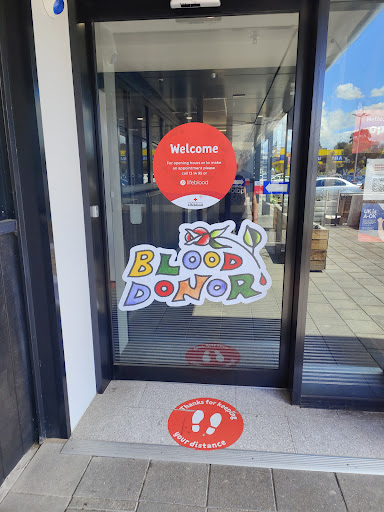 Welcome
For opening hours or to make
an appointment please
call 13 14 95 or
lifeblood
Lifeblood
BLOOD
DONOR
Thanks for keeping
your distance